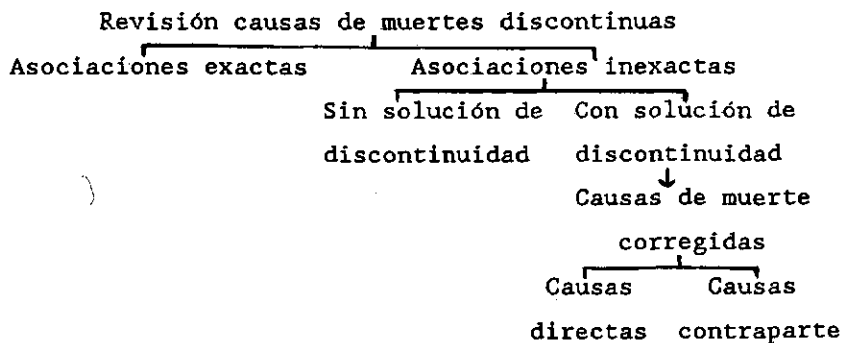 Revisión causas de muertes discontinuas
Asociaciones exactas Asociaciones inexactas
Sin solución de Con solución de
discontinuidad discontinuidad
Causas de muerte
corregidas
Causas Causas
directas contraparte